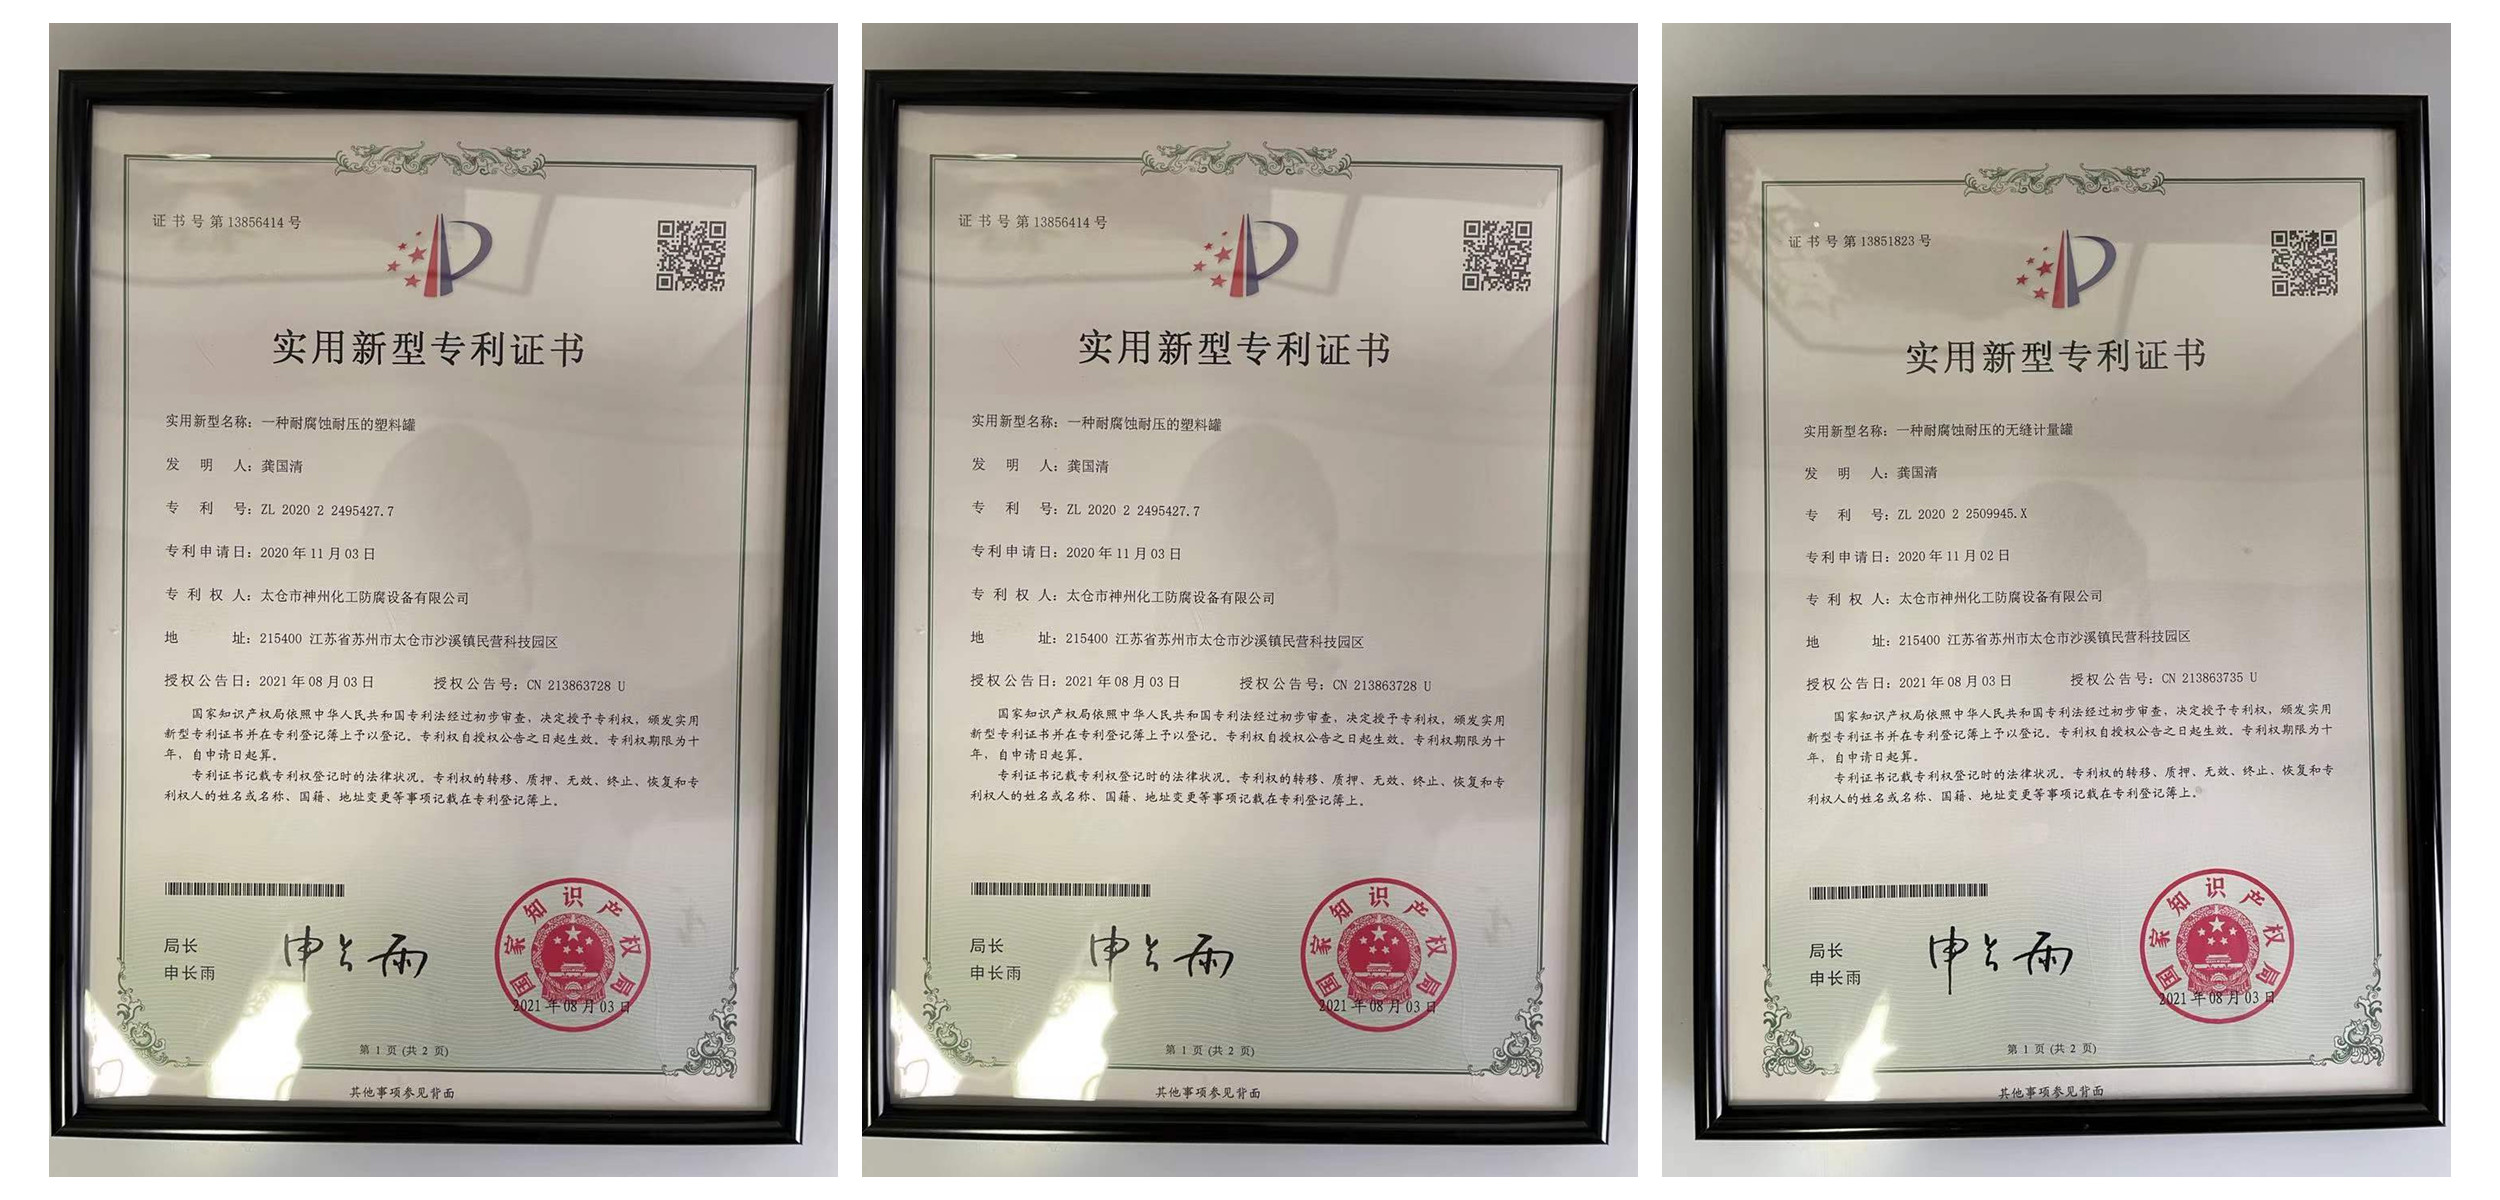 证书号第13856414号
实用新型专利证书
实用新型名称：一种耐腐蚀耐压的塑料罐
发明人：龚国清
专利号：ZL 2020 2 2495427.7
专利申请日：2020年11月03日
专利权人：太仓市神州化工防腐设备有限公司
地址：215400 江苏省苏州市太仓市沙溪镇民营科技园区
授权公告日：2021年08月03日 授权公告号：CN 213863728 U
国家知识产权局依照中华人民共和国专利法经过初步审查，决定授予专利权，颁发实用
新型专利证书并在专利登记簿上予以登记。专利权自授权公告之日起生效。专利权期限为十
年，自申请日起算。
专利证书记载专利权登记时的法律状况。专利权的转移、质押、无效、终止、恢复和专
利权人的姓名或名称、国籍、地址变更等事项记载在专利登记簿上。
局长
申长雨
申长雨
国家知识产权局
2021年08月03日
第 1 页 (共 2 页)
其他事项参见背面
证书号第13856414号
实用新型专利证书
实用新型名称：一种耐腐蚀耐压的塑料罐
发明人：龚国清
专利号：ZL 2020 2 2495427.7
专利申请日：2020年11月03日
专利权人：太仓市神州化工防腐设备有限公司
地址：215400 江苏省苏州市太仓市沙溪镇民营科技园区
授权公告日：2021年08月03日 授权公告号：CN 213863728 U
国家知识产权局依照中华人民共和国专利法经过初步审查，决定授予专利权，颁发实用
新型专利证书并在专利登记簿上予以登记。专利权自授权公告之日起生效。专利权期限为十
年，自申请日起算。
专利证书记载专利权登记时的法律状况。专利权的转移、质押、无效、终止、恢复和专
利权人的姓名或名称、国籍、地址变更等事项记载在专利登记簿上。
局长
申长雨
申长雨
国家知识产权局
2021年08月03日
第 1 页 (共 2 页)
其他事项参见背面
证书号第13851823号
实用新型专利证书
实用新型名称：一种耐腐蚀耐压的无缝计量罐
发明人：龚国清
专利号：ZL 2020 2 2509945.X
专利申请日：2020年11月02日
专利权人：太仓市神州化工防腐设备有限公司
地址：215400 江苏省苏州市太仓市沙溪镇民营科技园区
授权公告日：2021年08月03日 授权公告号：CN 213863735 U
国家知识产权局依照中华人民共和国专利法经过初步审查，决定授予专利权，颁发实用
新型专利证书并在专利登记簿上予以登记。专利权自授权公告之日起生效。专利权期限为十
年，自申请日起算。
专利证书记载专利权登记时的法律状况。专利权的转移、质押、无效、终止、恢复和专
利权人的姓名或名称、国籍、地址变更等事项记载在专利登记簿上。
局长
申长雨
申长雨
国家知识产权局
2021年08月03日
第 1 页 (共 2 页)
其他事项参见背面